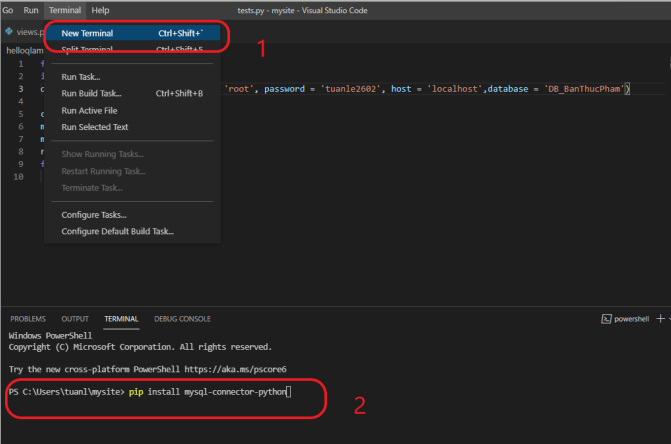 Go Run Terminal Help tests.py - mysite - Visual Studio Code
views.p
New Terminal Ctrl+Shift+`
1
helloqlam
Split Terminal Ctrl+Shift+5
1 f
2 i Run Task...
3 c Run Build Task... Ctrl+Shift+B 'root', password = 'tuanle2602', host = 'localhost',database = 'DB_BanThucPham')
4 Run Active File
5 c
6 m Run Selected Text
7 m
8 r Show Running Tasks...
9 f Restart Running Task...
10 Terminate Task...
Configure Tasks...
Configure Default Build Task...
PROBLEMS OUTPUT TERMINAL DEBUG CONSOLE powershell
Windows PowerShell
Copyright (C) Microsoft Corporation. All rights reserved.
Try the new cross-platform PowerShell https://aka.ms/pscore6
PS C:\Users\tuanl\mysite> pip install mysql-connector-python
2